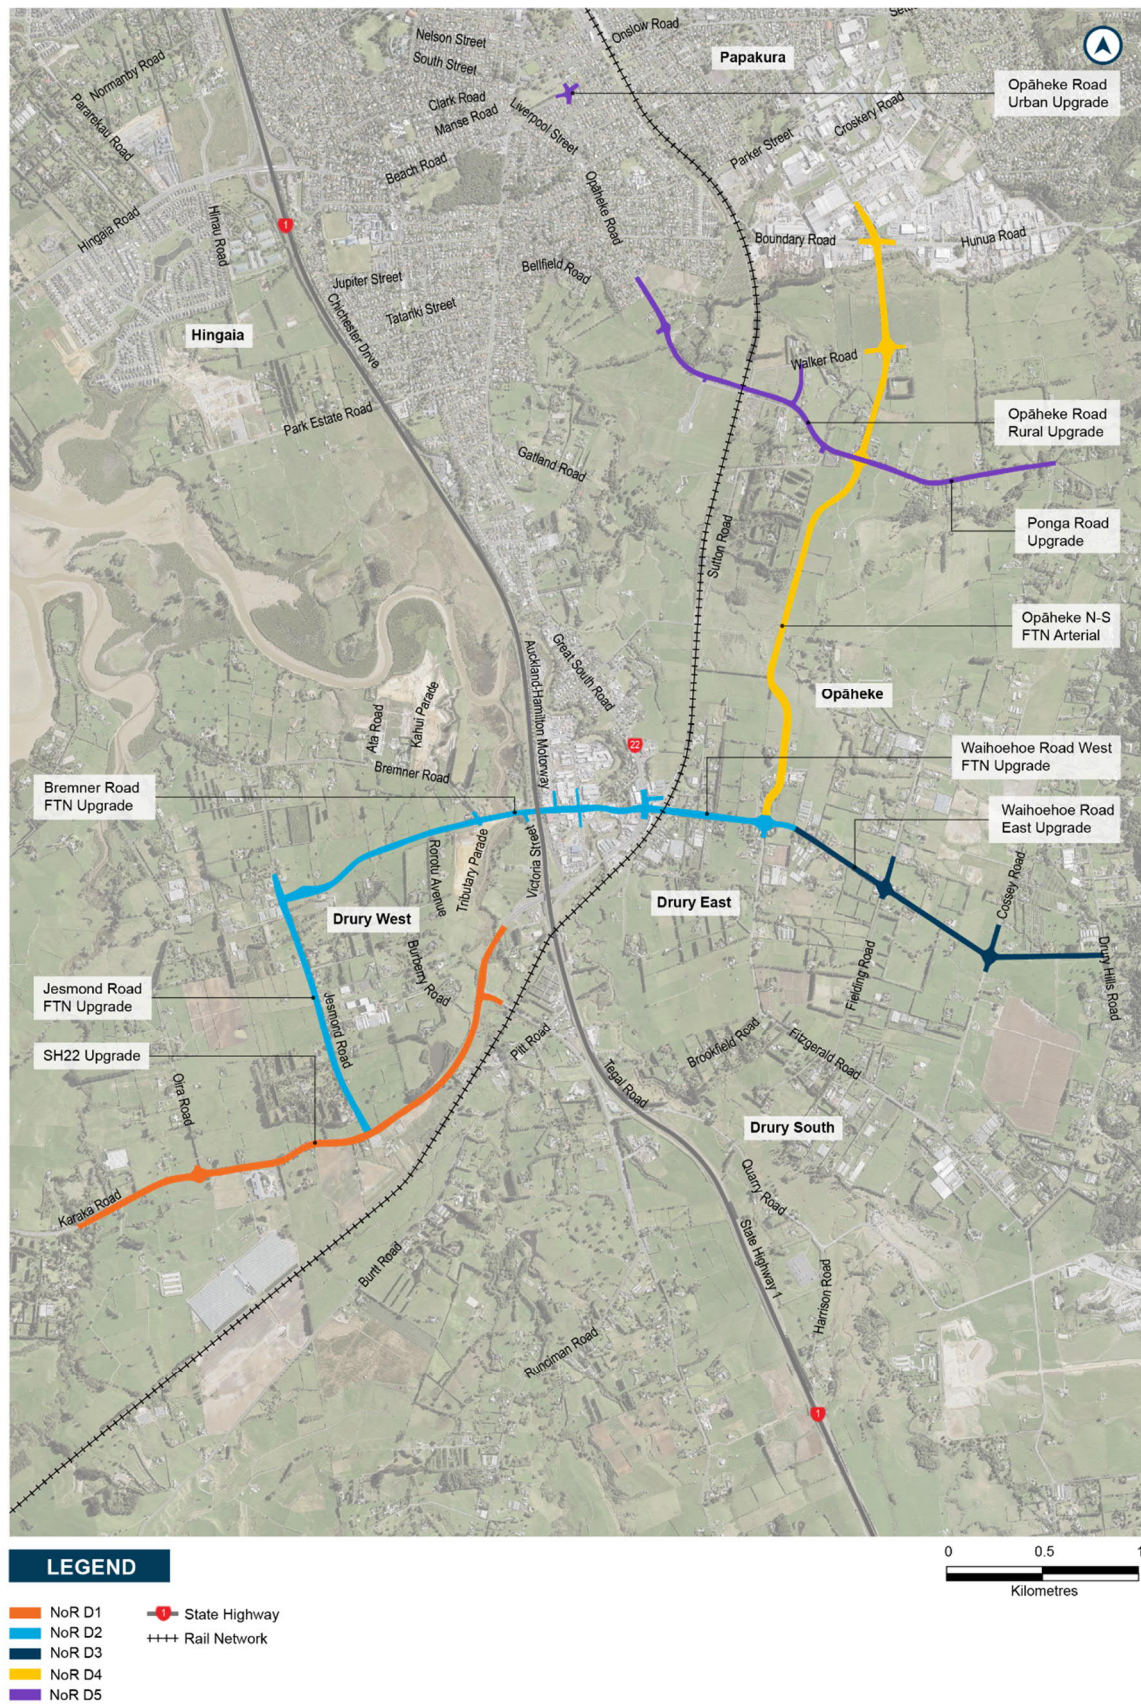 Onslow Road
Nelson Street
South Street
Papakura
Normanby Road
Pararekau Road
Clark Road
Manse Road
Liverpool Street
Opāheke Road
Urban Upgrade
Croskery Road
Parker Street
Beach Road
Opāheke Road
Hingaia Road
Hinau Road
1
Boundary Road
Hunua Road
Bellfield Road
Jupiter Street
Tatariki Street
Chichester Drive
Hingaia
Walker Road
Park Estate Road
Opāheke Road
Rural Upgrade
Gatland Road
Ponga Road
Upgrade
Sutton Road
Opāheke N-S
FTN Arterial
Great South Road
Auckland-Hamilton Motorway
Opāheke
Ata Road
Kahui Parade
22
Waihoehoe Road West
FTN Upgrade
Bremner Road
Bremner Road
FTN Upgrade
Waihoehoe Road
East Upgrade
Rorotu Avenue
Tributary Parade
Victoria Street
Cossey Road
Drury West
Drury East
Burberry Road
Fielding Road
Drury Hills Road
Jesmond Road
FTN Upgrade
Jesmond Road
Pitt Road
Brookfield Road
Fitzgerald Road
SH22 Upgrade
Oira Road
Tegal Road
Drury South
Karaka Road
Quarry Road
Burtt Road
State Highway 1
Harrison Road
Runciman Road
1
LEGEND
NoR D1
NoR D2
NoR D3
NoR D4
NoR D5
1 State Highway
Rail Network
0 0.5 1
Kilometres